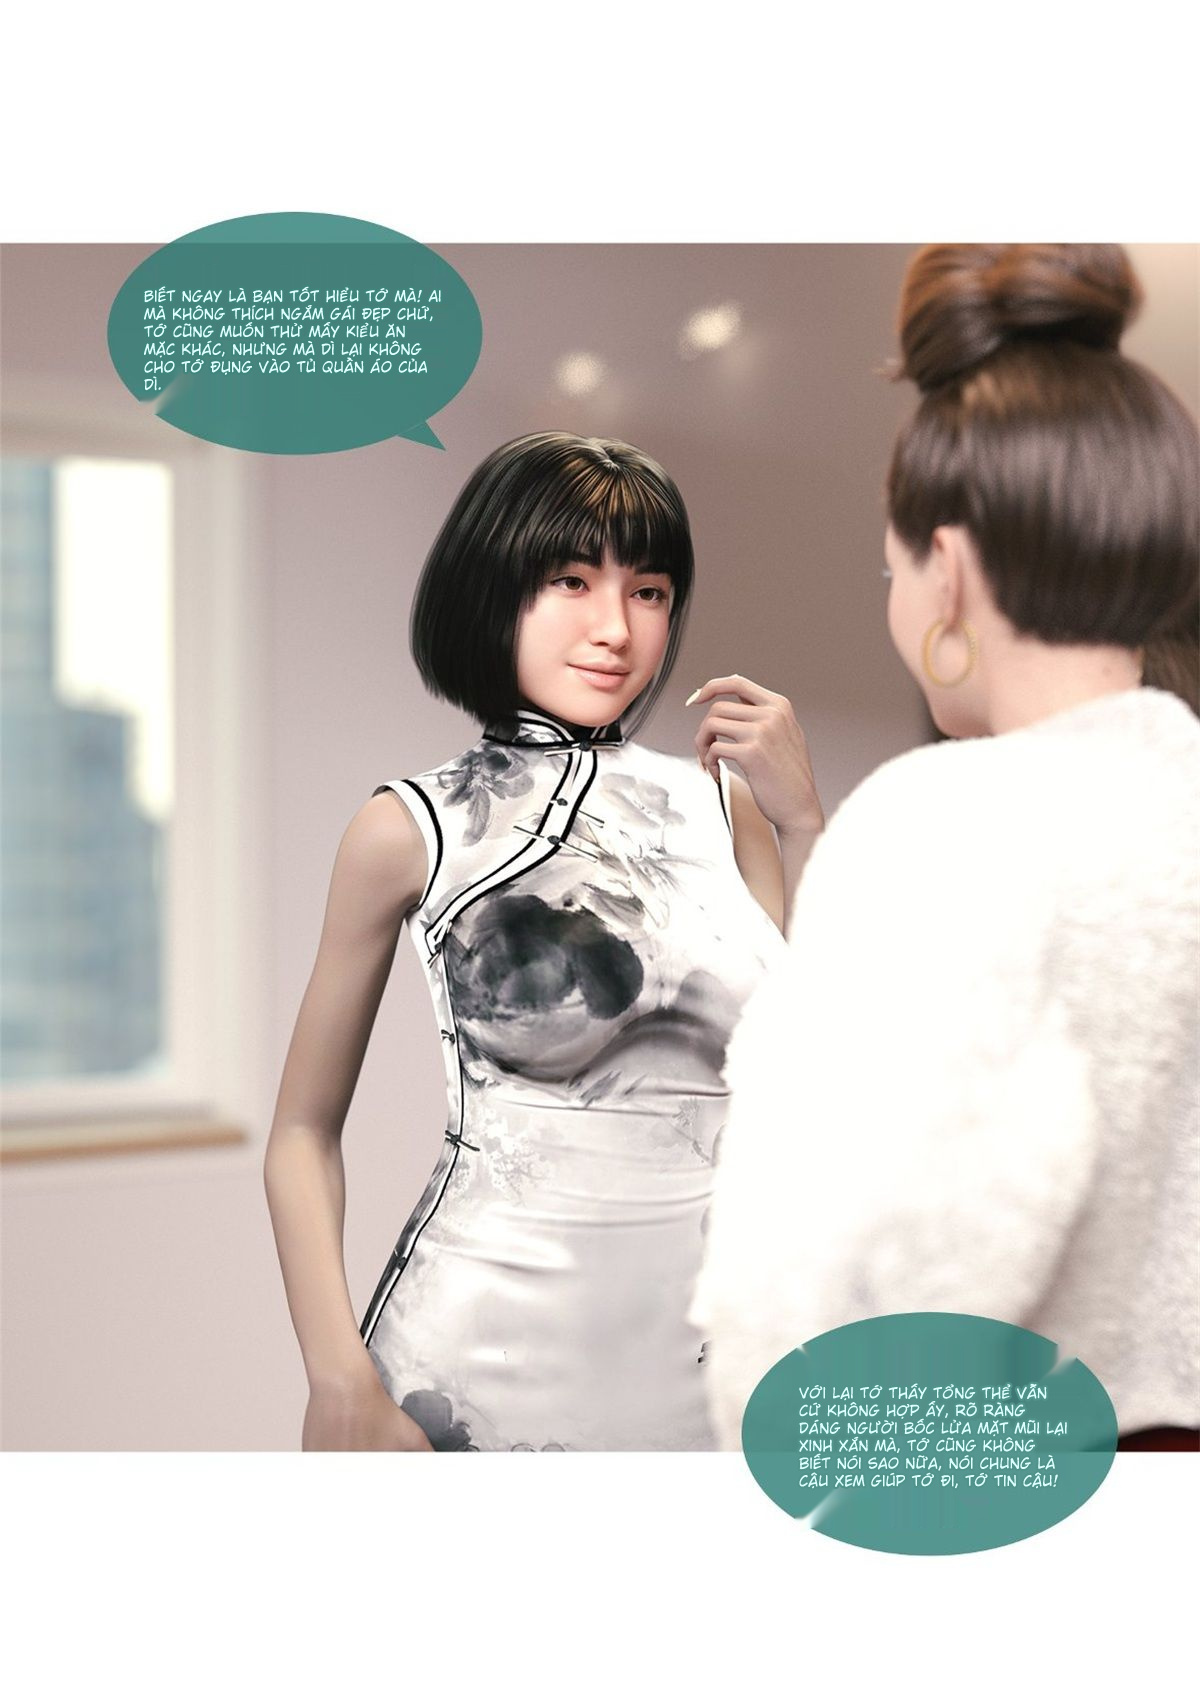 BIẾT NGAY LÀ BẠN TỐT HIỂU TỚ MÀ! AI
MÀ KHÔNG THÍCH NGẮM GÁI ĐẸP CHỨ,
TỚ CŨNG MUỐN THỬ MẤY KIỂU ĂN
MẶC KHÁC, NHƯNG MÀ DÌ LẠI KHÔNG
CHO TỚ ĐỤNG VÀO TỦ QUẦN ÁO CỦA
DÌ.
VỚI LẠI TỚ THẤY TỔNG THỂ VẪN
CỨ KHÔNG HỢP ẤY, RÕ RÀNG
DÁNG NGƯỜI BỐC LỬA MẶT MŨI LẠI
XINH XẮN MÀ, TỚ CŨNG KHÔNG
BIẾT NÓI SAO NỮA, NÓI CHUNG LÀ
CẬU XEM GIÚP TỚ ĐI, TỚ TIN CẬU!